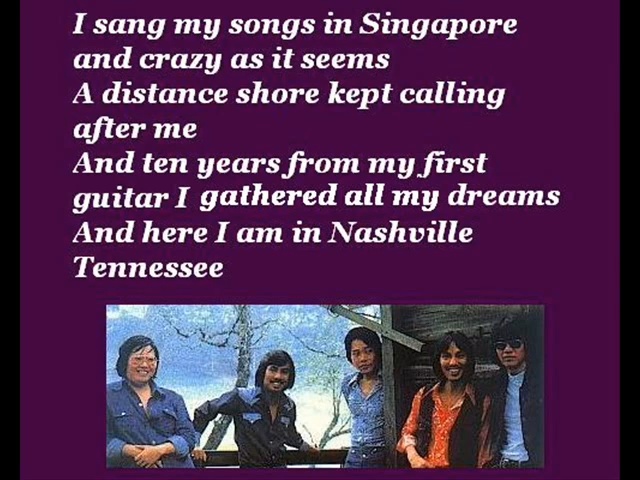 I sang my songs in Singapore
and crazy as it seems
A distance shore kept calling
after me
And ten years from my first
guitar I gathered all my dreams
And here I am in Nashville
Tennessee